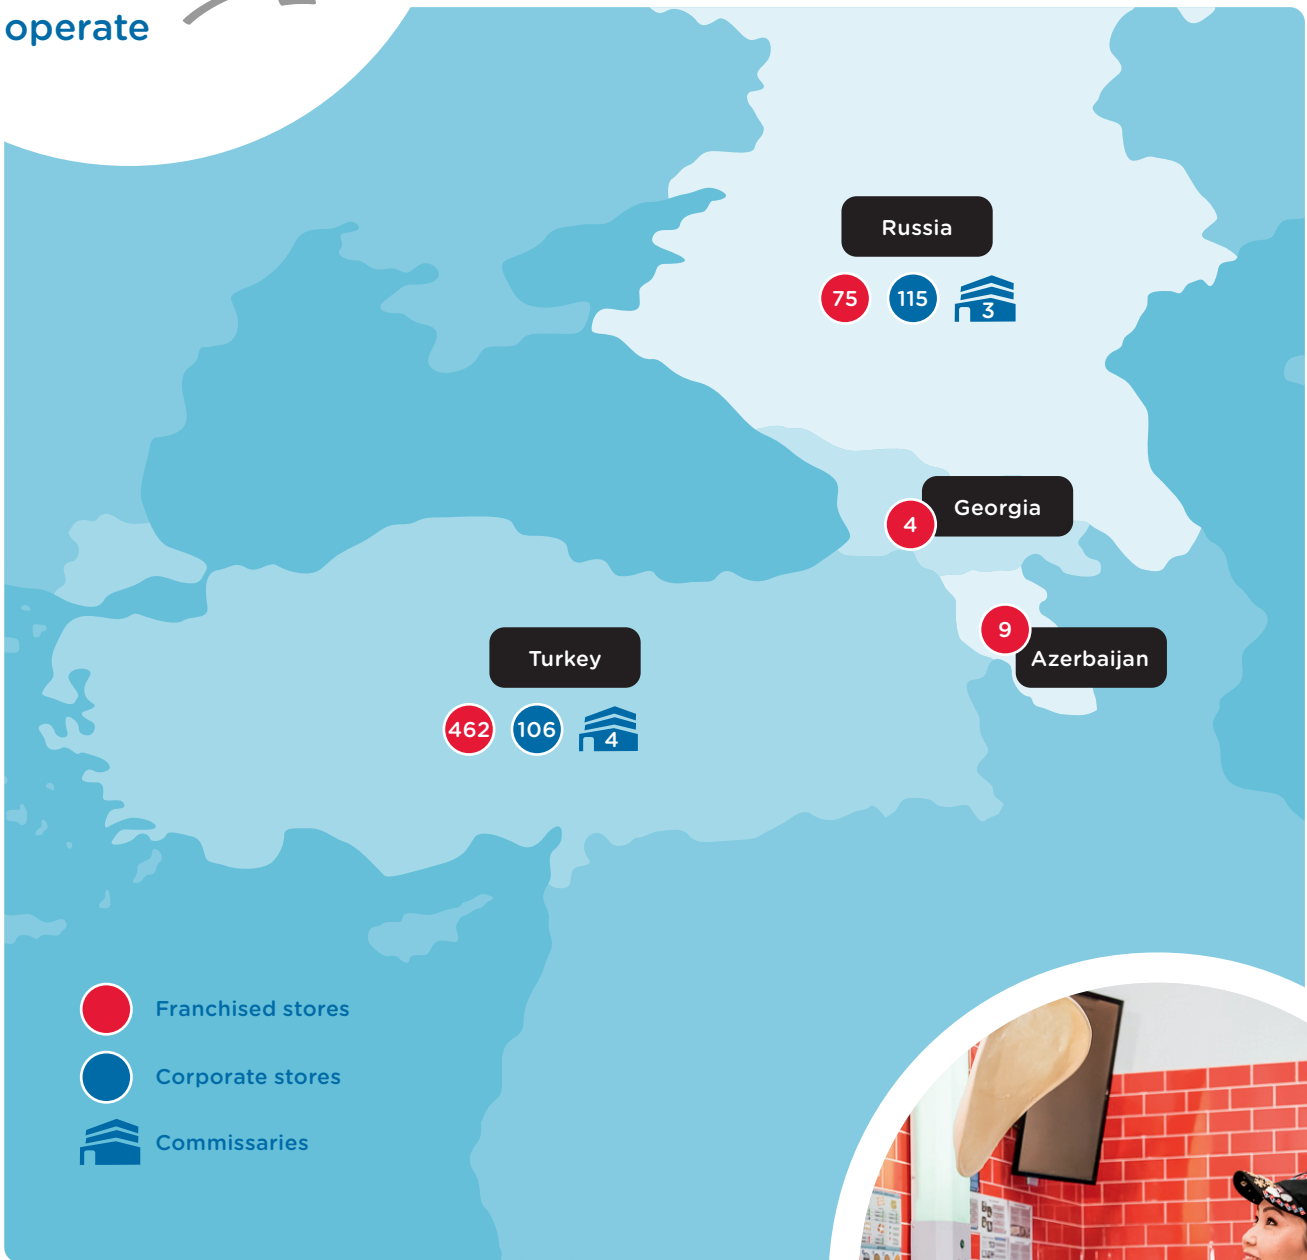 operate
Russia
75
115
3
Georgia
4
9
Azerbaijan
Turkey
462
106
4
Franchised stores
Corporate stores
Commissaries